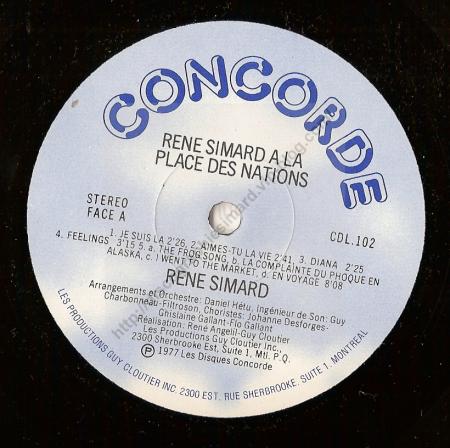 CONCORDE
RENE SIMARD A LA
PLACE DES NATIONS
STEREO
FACE A
CDL.102
1. JE SUIS LA 2'26, 2. AIMES-TU LA VIE 2'41, 3. DIANA 2'25
4. FEELINGS 3'15 5. a. THE FROG SONG, b. LA COMPLAINTE DU PHOQUE EN
ALASKA, c. I WENT TO THE MARKET, d. EN VOYAGE 8'08
RENE SIMARD
Arrangements et Orchestre: Daniel Hétu, Ingénieur de Son: Guy
Charbonneau-Filtroson, Choristes: Johanne Desforges-
Ghislaine Gallant-Flo Gallant
Réalisation: René Angelil-Guy Cloutier
Les Productions Guy Cloutier Inc.
2300 Sherbrooke Est, Suite 1, Mtl. P.Q.
Ⓟ 1977 Les Disques Concorde
LES PRODUCTIONS GUY CLOUTIER INC. 2300 EST, RUE SHERBROOKE, SUITE 1, MONTREAL